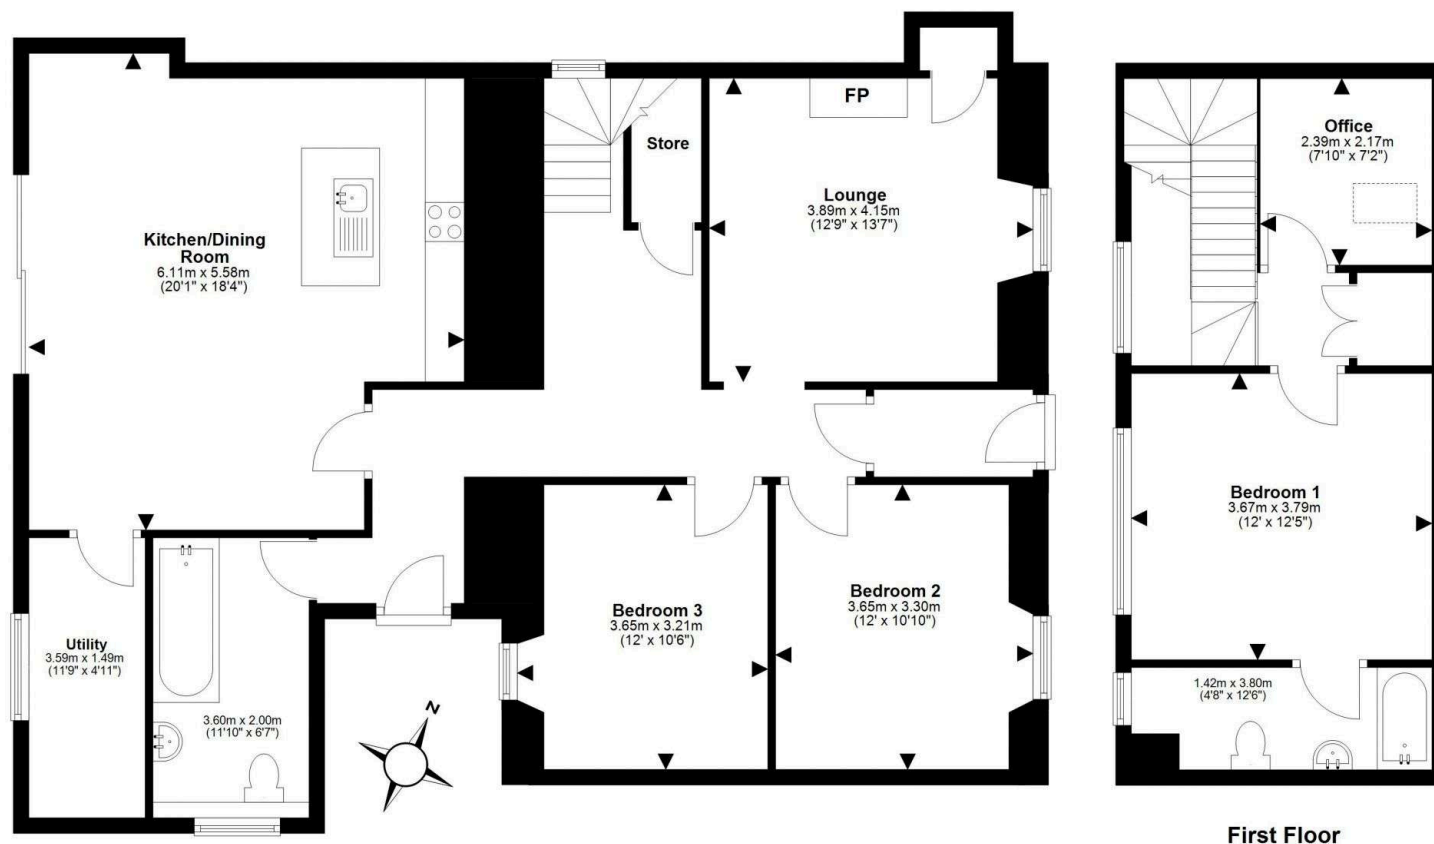 Kitchen/Dining
Room
6.11m x 5.58m
(20'1" x 18'4")
Store
FP
Lounge
3.89m x 4.15m
(12'9" x 13'7")
Utility
3.59m x 1.49m
(11'9" x 4'11")
3.60m x 2.00m
(11'10" x 6'7")
N
Bedroom 3
3.65m x 3.21m
(12' x 10'6")
Bedroom 2
3.65m x 3.30m
(12' x 10'10")
Office
2.39m x 2.17m
(7'10" x 7'2")
Bedroom 1
3.67m x 3.79m
(12' x 12'5")
1.42m x 3.80m
(4'8" x 12'6")
First Floor